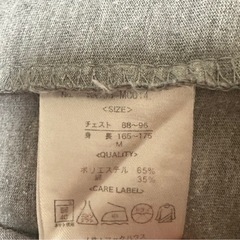 <SIZE>
チェスト 88~96
身長 165~175
M
<QUALITY>
ポリエステル 65%
綿 35%
<CARE LABEL>